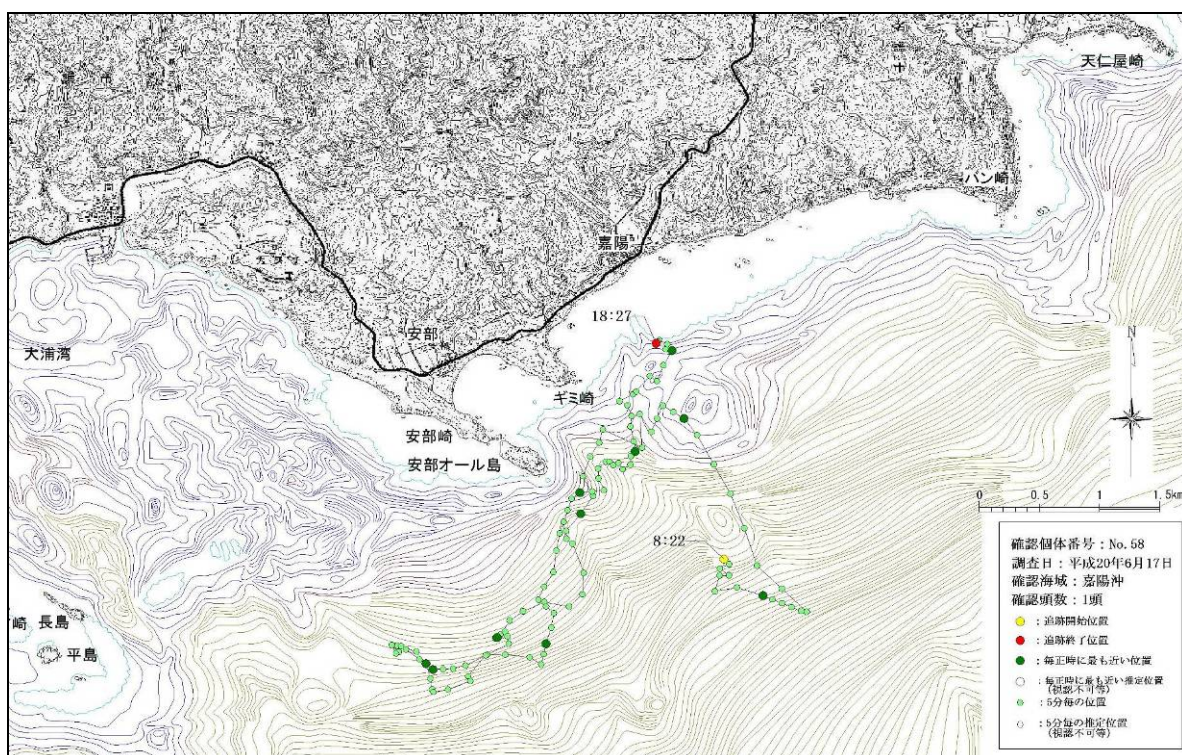 天仁屋崎
バン崎
嘉陽
18:27
安部
大浦湾
ギミ崎
安部崎
安部オール島
N
0 0.5 1 1.5km
8:22
長島
平島
確認個体番号：No.58
調査日：平成20年6月17日
確認海域：嘉陽沖
確認頭数：1頭
：追跡開始位置
：追跡終了位置
：毎正時に最も近い位置
：毎正時に最も近い推定位置
(視認不可等)
：5分毎の位置
：5分毎の推定位置
(視認不可等)